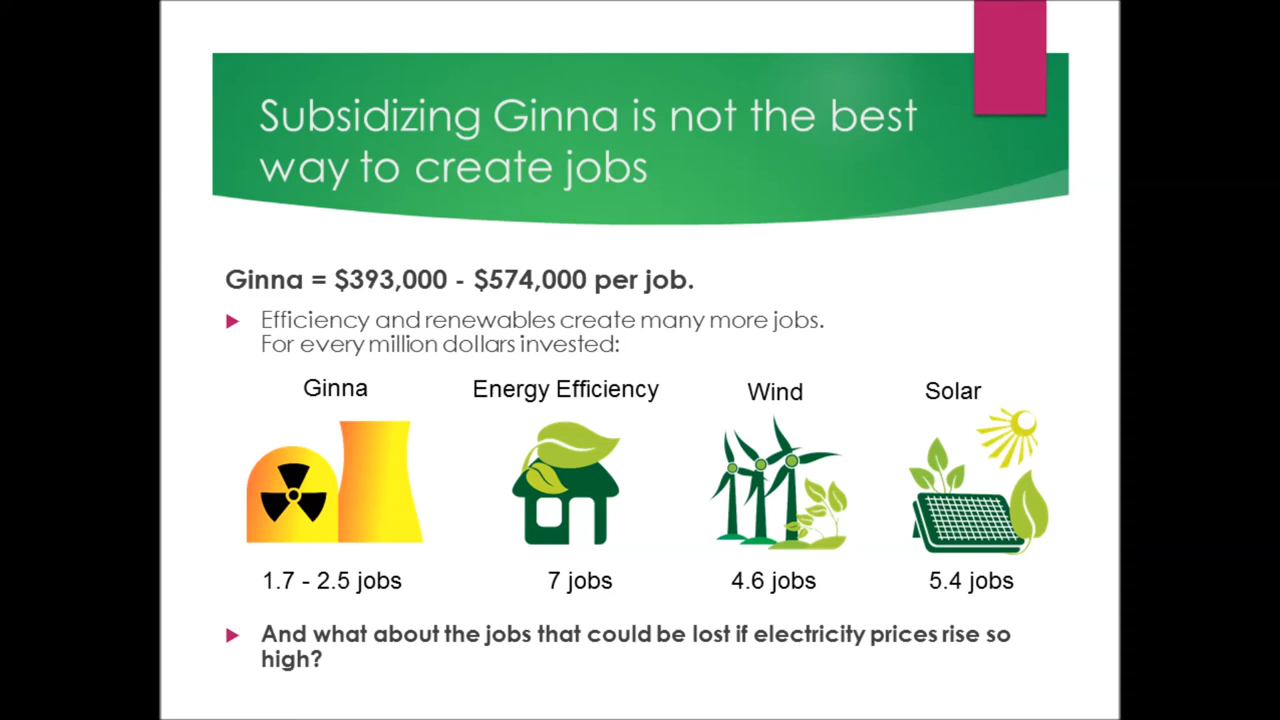 Subsidizing Ginna is not the best
way to create jobs
Ginna = $393,000 - $574,000 per job.
Efficiency and renewables create many more jobs.
For every million dollars invested:
Ginna Energy Efficiency Wind Solar
1.7 - 2.5 jobs 7 jobs 4.6 jobs 5.4 jobs
And what about the jobs that could be lost if electricity prices rise so
high?